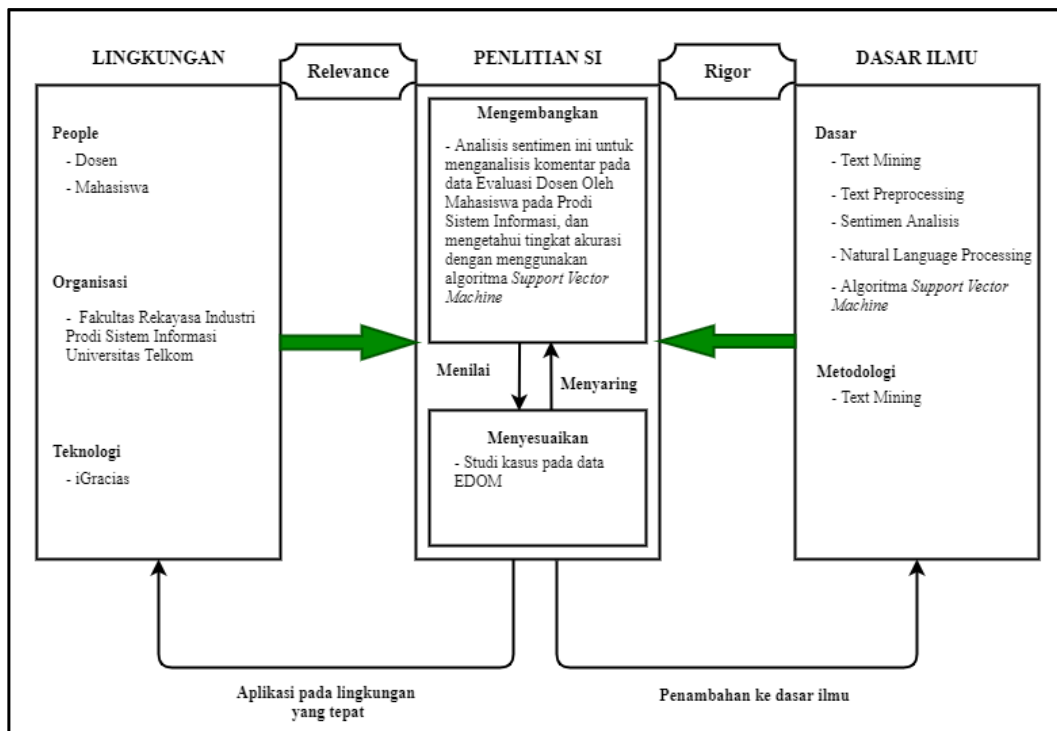 LINGKUNGAN
Relevance
PENLITIAN SI
Rigor
DASAR ILMU
People
- Dosen
- Mahasiswa
Organisasi
- Fakultas Rekayasa Industri
Prodi Sistem Informasi
Universitas Telkom
Teknologi
- iGracias
Mengembangkan
- Analisis sentimen ini untuk
menganalisis komentar pada
data Evaluasi Dosen Oleh
Mahasiswa pada Prodi
Sistem Informasi, dan
mengetahui tingkat akurasi
dengan menggunakan
algoritma Support Vector
Machine
Menilai
Menyaring
Menyesuaikan
- Studi kasus pada data
EDOM
Dasar
- Text Mining
- Text Preprocessing
- Sentimen Analisis
- Natural Language Processing
- Algoritma Support Vector
Machine
Metodologi
- Text Mining
Aplikasi pada lingkungan
yang tepat
Penambahan ke dasar ilmu